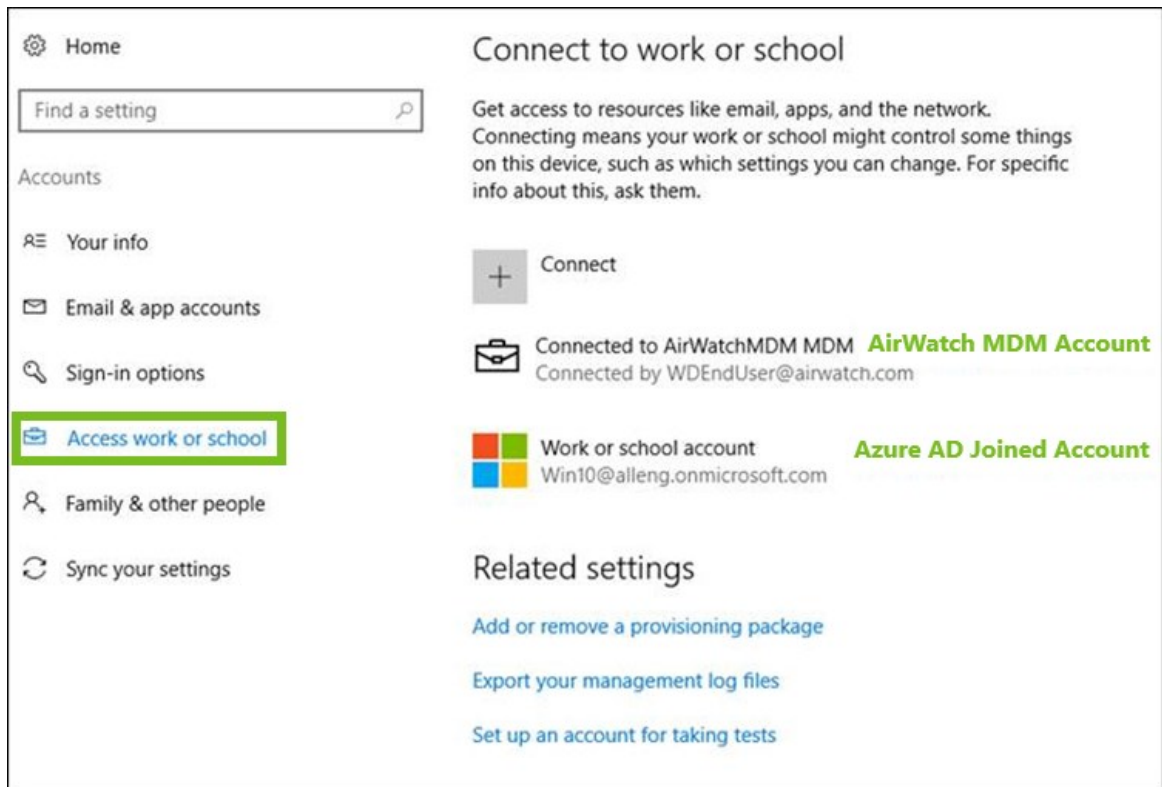 Home
Find a setting
Accounts
Your info
Email & app accounts
Sign-in options
Access work or school
Family & other people
Sync your settings
Connect to work or school
Get access to resources like email, apps, and the network.
Connecting means your work or school might control some things
on this device, such as which settings you can change. For specific
info about this, ask them.
Connect
Connected to AirWatchMDM MDM AirWatch MDM Account
Connected by WDEndUser@airwatch.com
Work or school account Azure AD Joined Account
Win10@alleng.onmicrosoft.com
Related settings
Add or remove a provisioning package
Export your management log files
Set up an account for taking tests